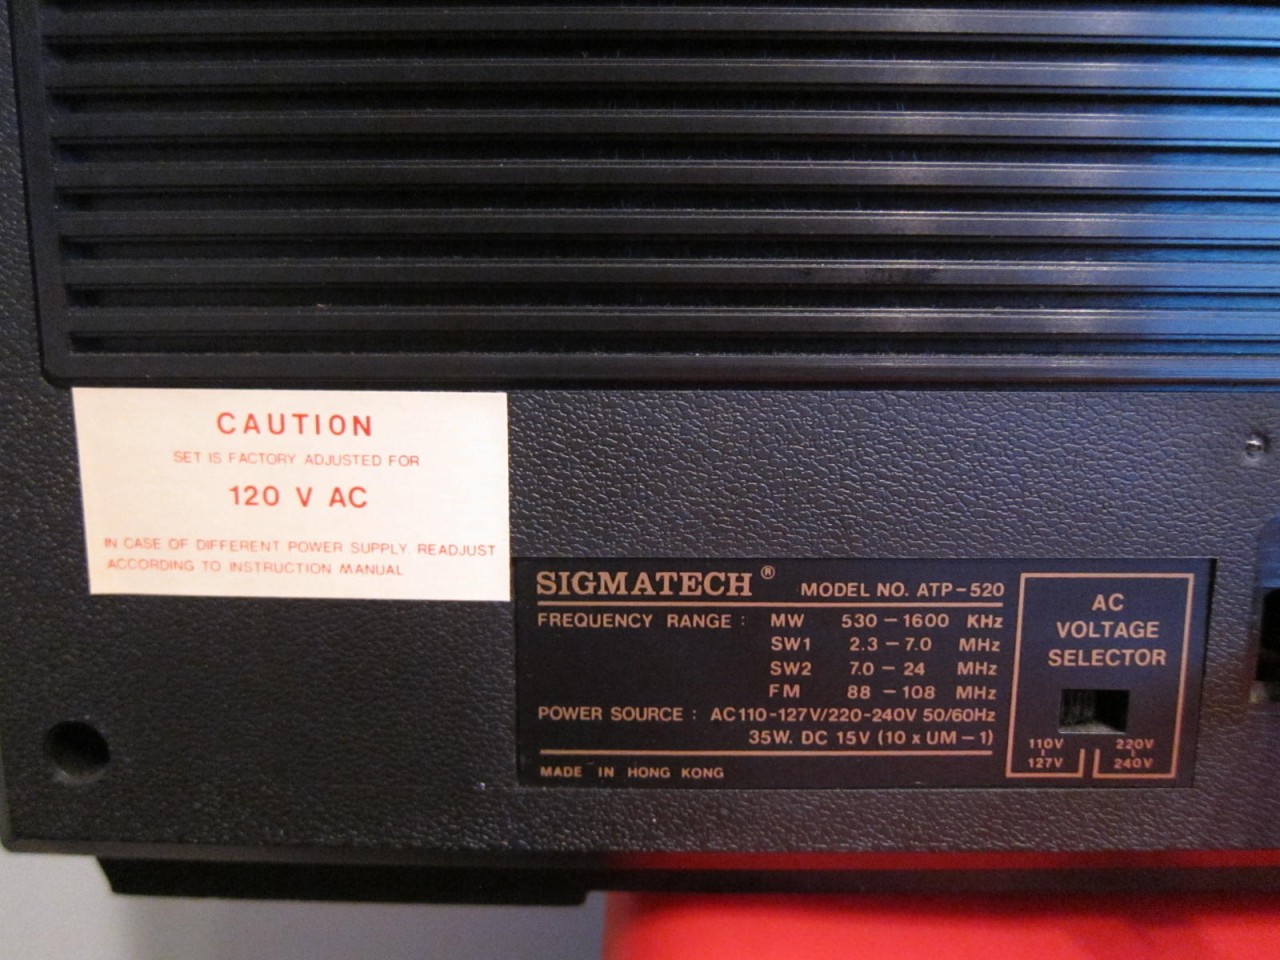 CAUTION
SET IS FACTORY ADJUSTED FOR
120 V AC
IN CASE OF DIFFERENT POWER SUPPLY. READJUST
ACCORDING TO INSTRUCTION MANUAL
SIGMATECH® MODEL NO. ATP-520
FREQUENCY RANGE : MW 530 – 1600 KHz
SW1 2.3 – 7.0 MHz
SW2 7.0 – 24 MHz
FM 88 – 108 MHz
POWER SOURCE : AC110-127V/220-240V 50/60Hz
35W. DC 15V (10 x UM – 1)
MADE IN HONG KONG
AC
VOLTAGE
SELECTOR
110V 220V
127V 240V